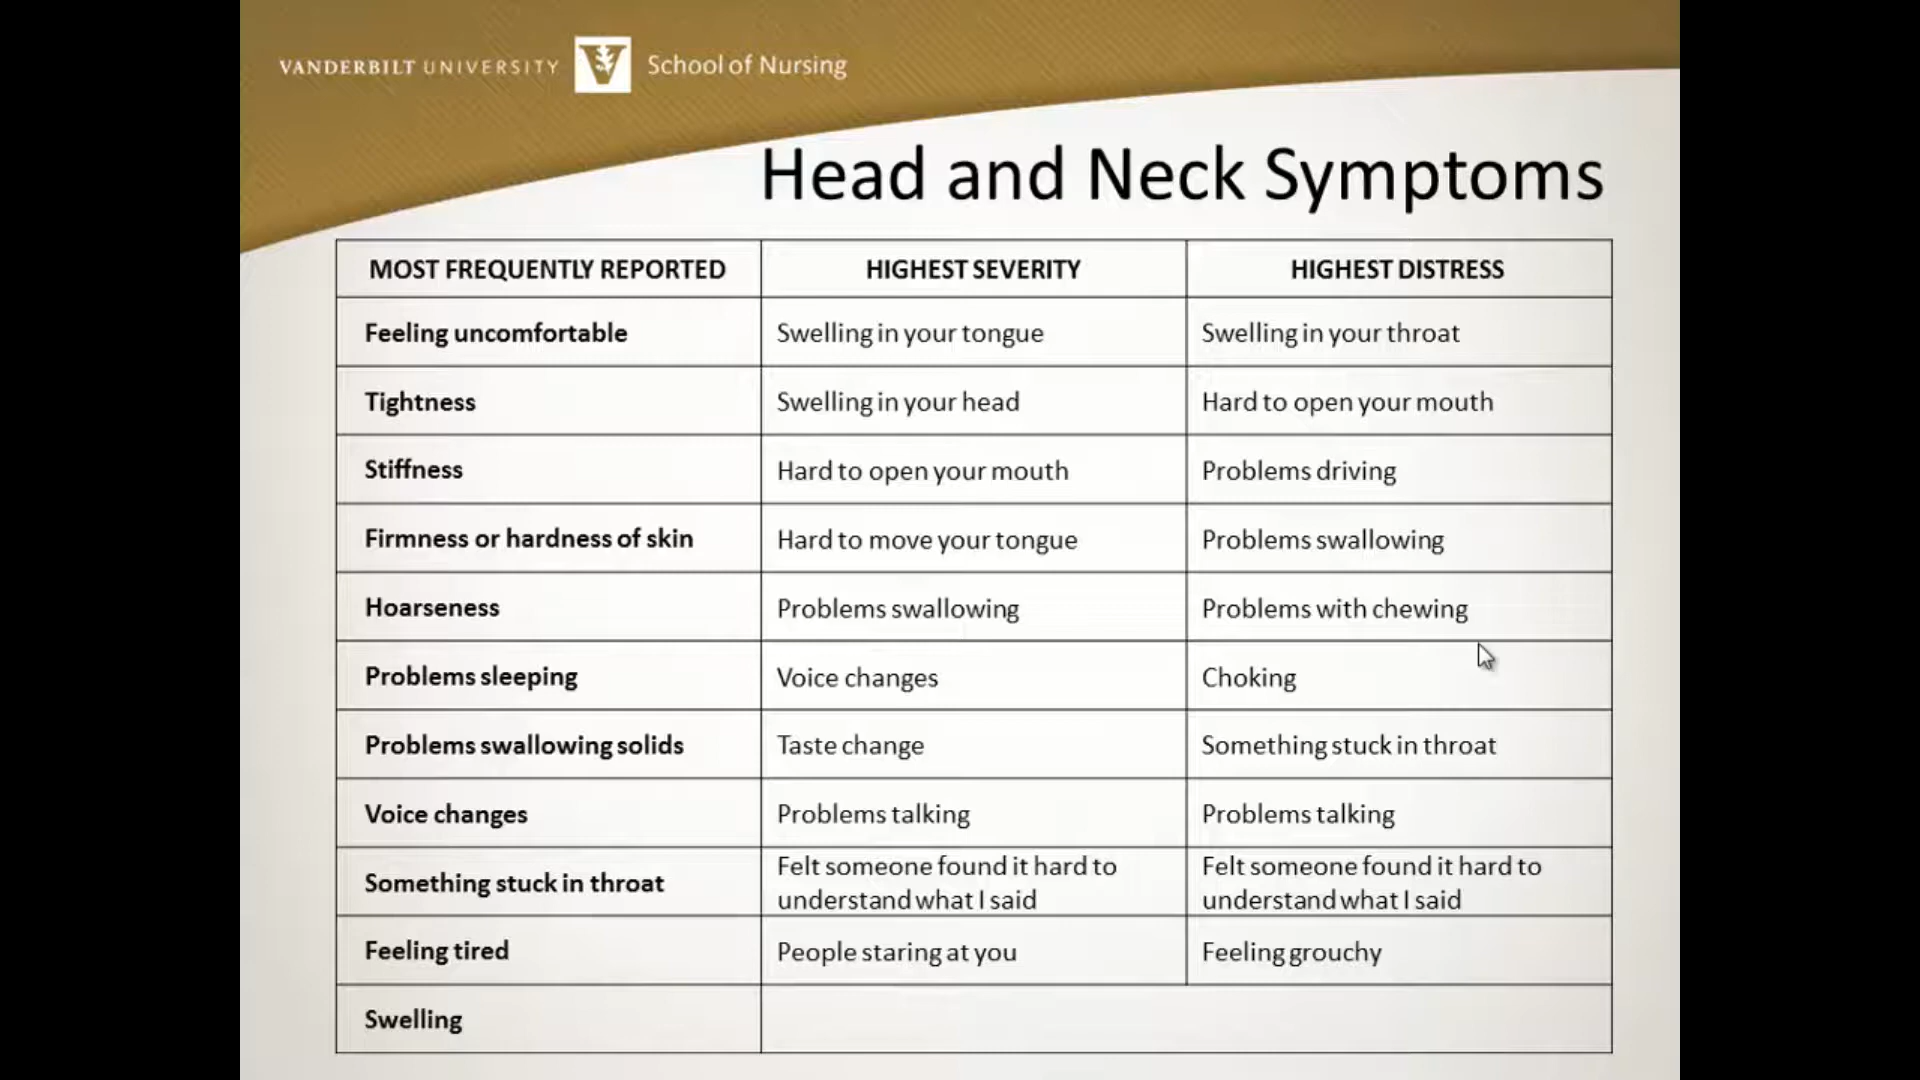 VANDERBILT UNIVERSITY V School of Nursing
Head and Neck Symptoms
MOST FREQUENTLY REPORTED HIGHEST SEVERITY HIGHEST DISTRESS
Feeling uncomfortable Swelling in your tongue Swelling in your throat
Tightness Swelling in your head Hard to open your mouth
Stiffness Hard to open your mouth Problems driving
Firmness or hardness of skin Hard to move your tongue Problems swallowing
Hoarseness Problems swallowing Problems with chewing
Problems sleeping Voice changes Choking
Problems swallowing solids Taste change Something stuck in throat
Voice changes Problems talking Problems talking
Something stuck in throat Felt someone found it hard to understand what I said Felt someone found it hard to understand what I said
Feeling tired People staring at you Feeling grouchy
Swelling